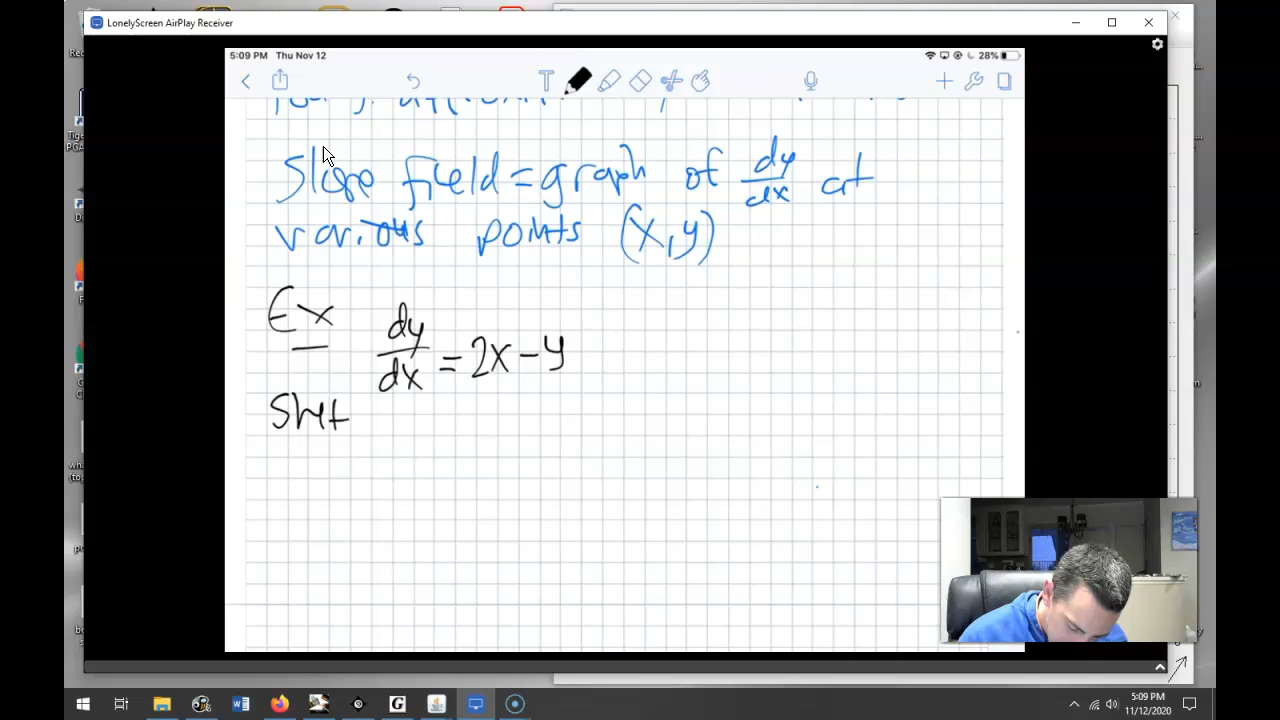 LonelyScreen AirPlay Receiver
5:09 PM Thu Nov 12
28%
Slope field = graph of dy/dx at
various points (x,y)
Ex dy/dx = 2x - y
5:09 PM
11/12/2020